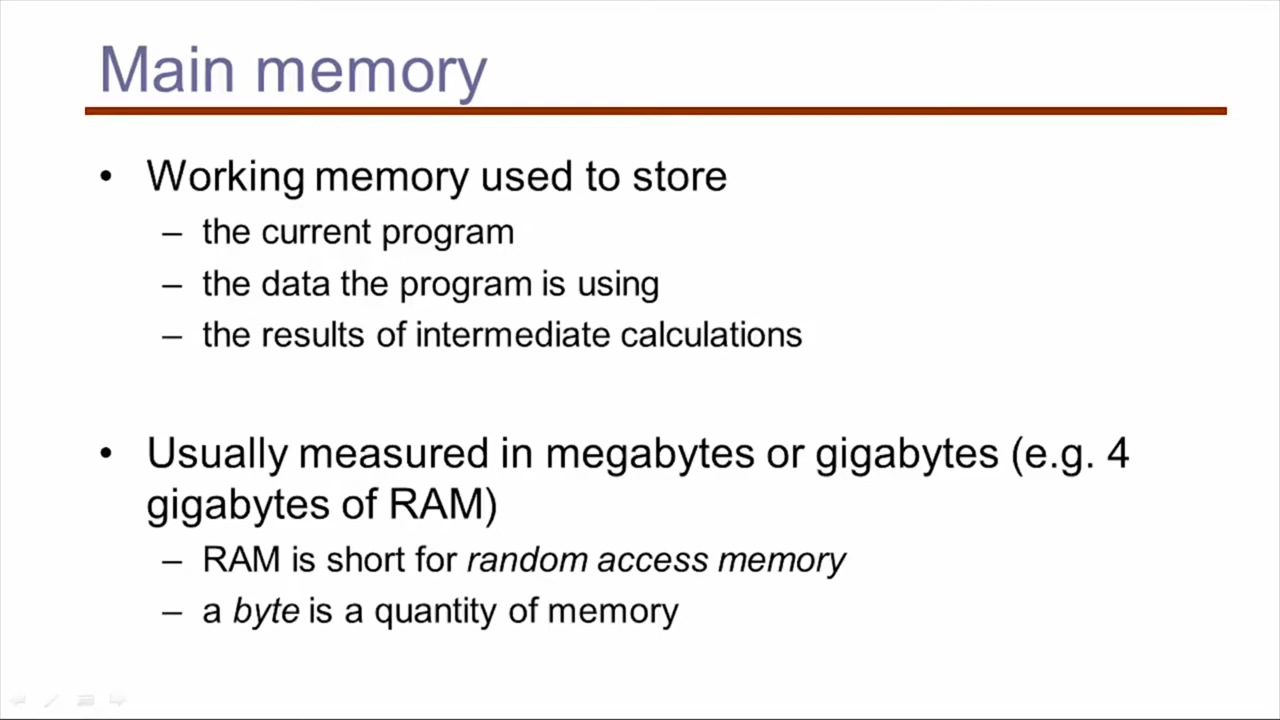 Main memory
• Working memory used to store
– the current program
– the data the program is using
– the results of intermediate calculations
• Usually measured in megabytes or gigabytes (e.g. 4
gigabytes of RAM)
– RAM is short for random access memory
– a byte is a quantity of memory